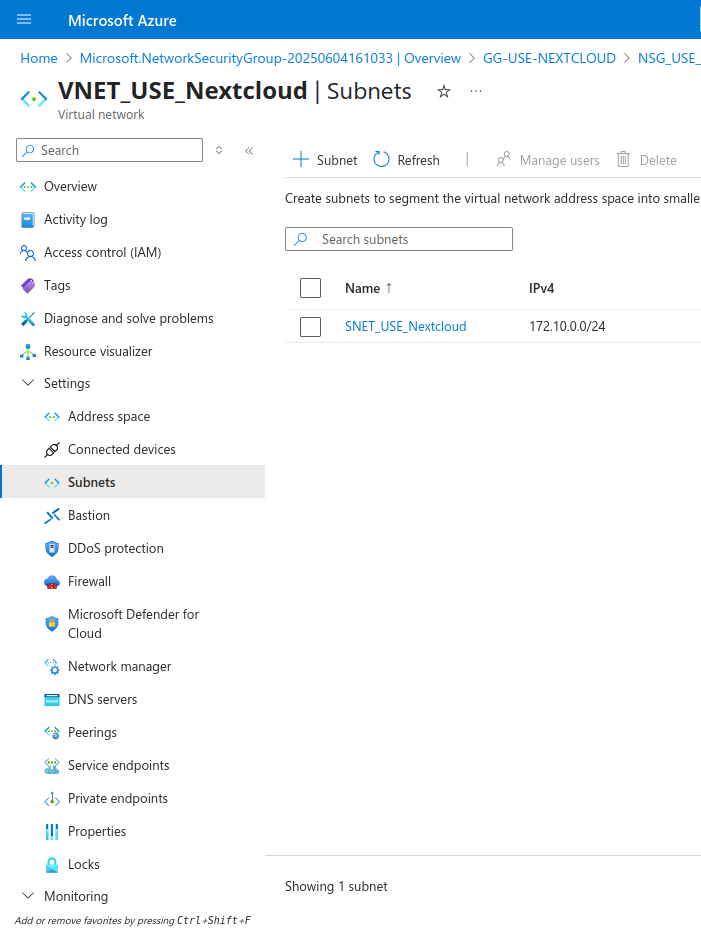 Microsoft Azure
Home > Microsoft.NetworkSecurityGroup-20250604161033 | Overview > GG-USE-NEXTCLOUD > NSG_USE_
VNET_USE_Nextcloud | Subnets
Virtual network
Search
Overview
Activity log
Access control (IAM)
Tags
Diagnose and solve problems
Resource visualizer
Settings
Address space
Connected devices
Subnets
Bastion
DDoS protection
Firewall
Microsoft Defender for
Cloud
Network manager
DNS servers
Peerings
Service endpoints
Private endpoints
Properties
Locks
Monitoring
Add or remove favorites by pressing Ctrl+Shift+F
Subnet Refresh | Manage users Delete
Create subnets to segment the virtual network address space into smalle
Search subnets
Name ↑ IPv4
SNET_USE_Nextcloud 172.10.0.0/24
Showing 1 subnet